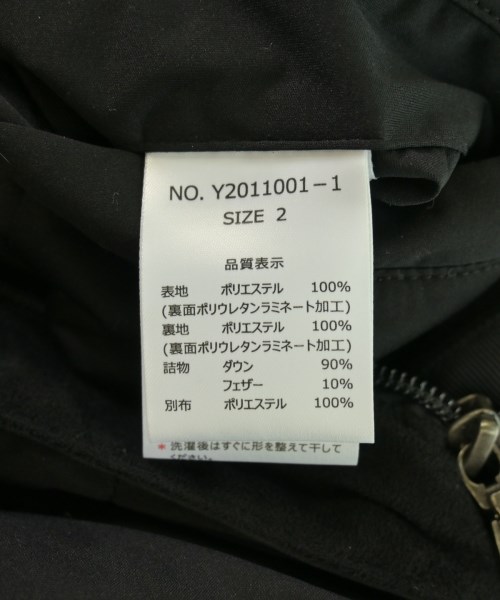 NO. Y2011001-1
SIZE 2
品質表示
表地 ポリエステル 100%
(裏面ポリウレタンラミネート加工)
裏地 ポリエステル 100%
(裏面ポリウレタンラミネート加工)
詰物 ダウン 90%
フェザー 10%
別布 ポリエステル 100%
*洗濯後はすぐに形を整えて干して
ください。